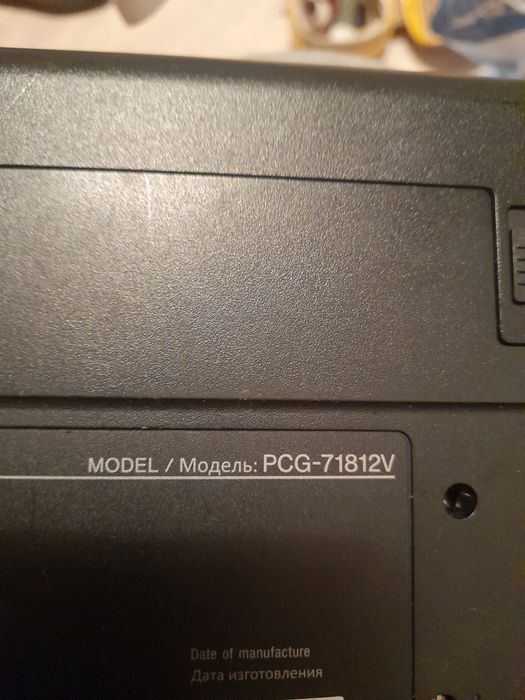 MODEL / Модель: PCG-71812V
Date of manufacture
Дата изготовления